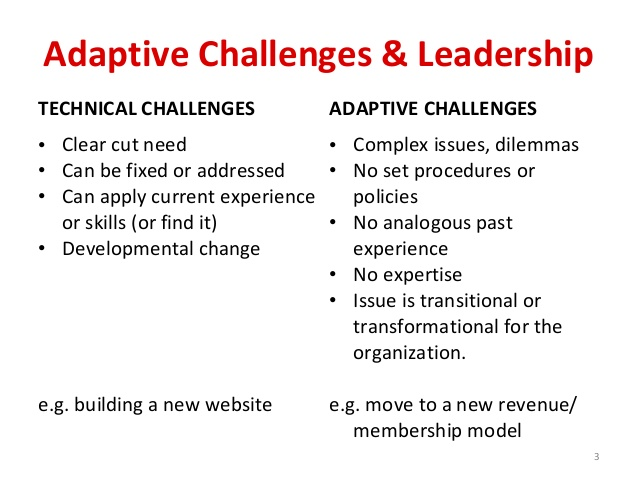 Adaptive Challenges & Leadership
TECHNICAL CHALLENGES
• Clear cut need
• Can be fixed or addressed
• Can apply current experience
or skills (or find it)
• Developmental change
e.g. building a new website
ADAPTIVE CHALLENGES
• Complex issues, dilemmas
• No set procedures or
policies
• No analogous past
experience
• No expertise
• Issue is transitional or
transformational for the
organization.
e.g. move to a new revenue/
membership model
3